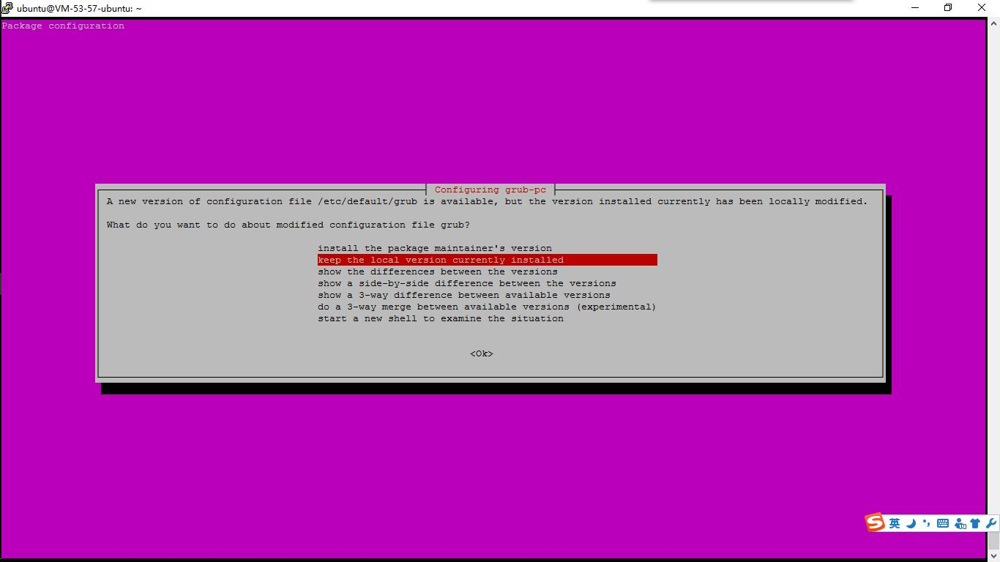 ubuntu@VM-53-57-ubuntu: ~
Package configuration
Configuring grub-pc
A new version of configuration file /etc/default/grub is available, but the version installed currently has been locally modified.
What do you want to do about modified configuration file grub?
install the package maintainer's version
keep the local version currently installed
show the differences between the versions
show a side-by-side difference between the versions
show a 3-way difference between available versions
do a 3-way merge between available versions (experimental)
start a new shell to examine the situation
<Ok>
S 英